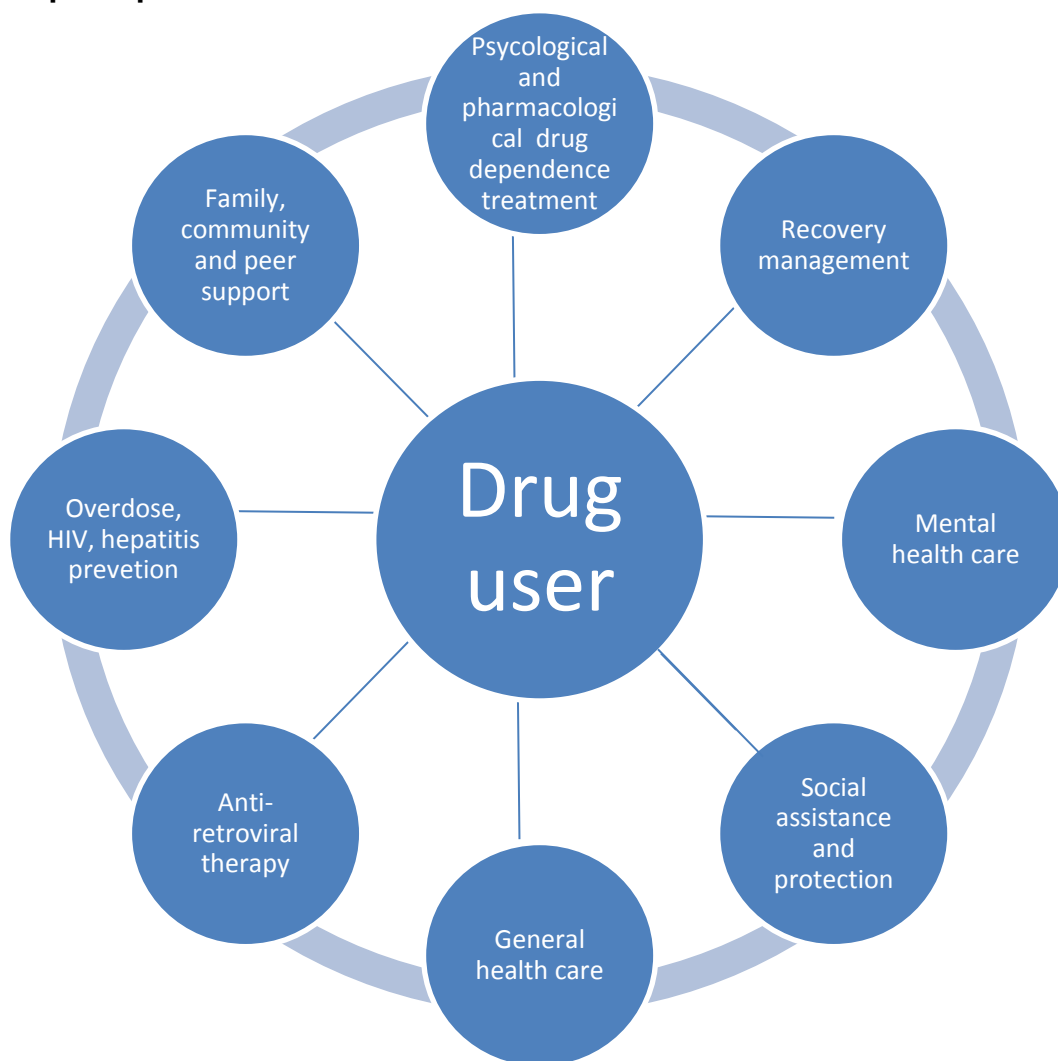 Psycological
and
pharmacologi
cal drug
dependence
treatment
Recovery
management
Mental
health care
Social
assistance
and
protection
General
health care
Anti-
retroviral
therapy
Overdose,
HIV, hepatitis
prevetion
Family,
community
and peer
support
Drug
user